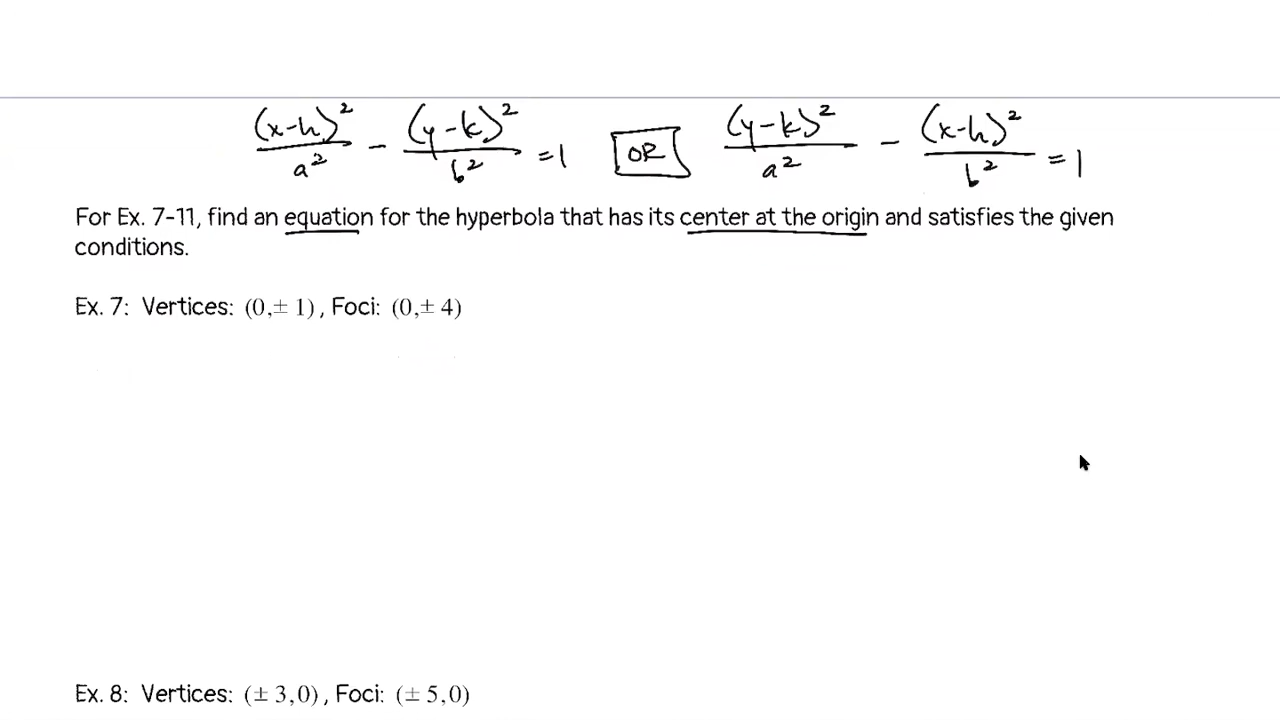 (x-h)²/a² - (y-k)²/b² = 1 OR (y-k)²/a² - (x-h)²/b² = 1
For Ex. 7-11, find an equation for the hyperbola that has its center at the origin and satisfies the given
conditions.
Ex. 7: Vertices: (0,± 1), Foci: (0,± 4)
Ex. 8: Vertices: (± 3,0), Foci: (± 5,0)